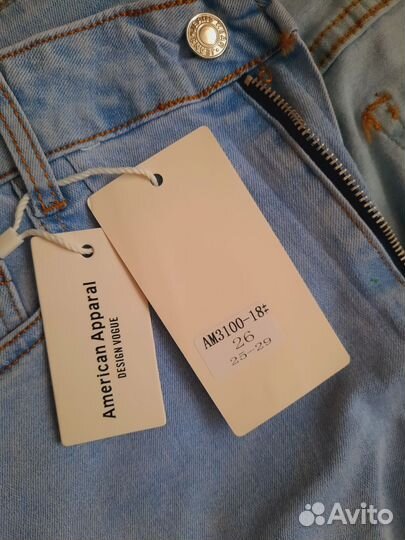 American Apparal
DESIGN VOGUE
AM3100-18#
26
25-29
Avito